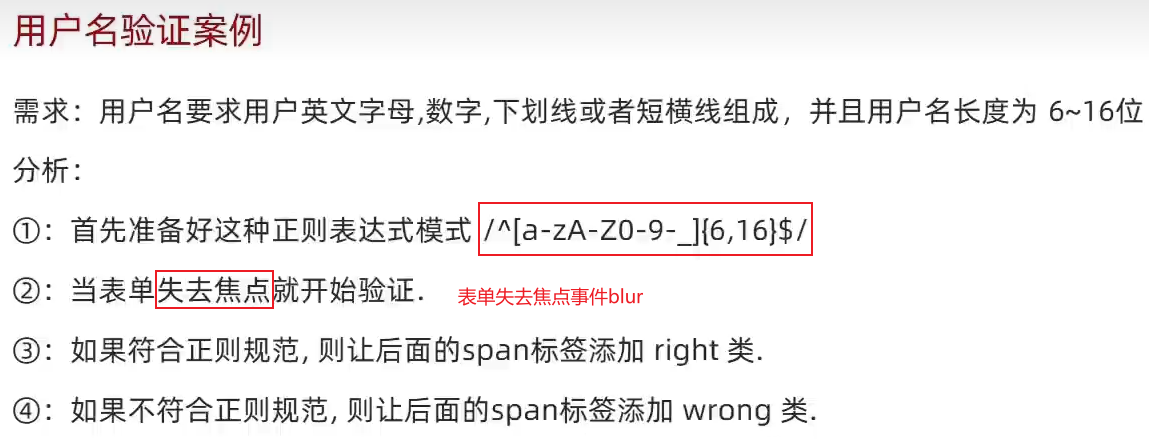 用户名验证案例
需求：用户名要求用户英文字母,数字,下划线或者短横线组成，并且用户名长度为 6~16位
分析：
①：首先准备好这种正则表达式模式 /^[a-zA-Z0-9-_]{6,16}$/
②：当表单失去焦点就开始验证. 表单失去焦点事件blur
③：如果符合正则规范, 则让后面的span标签添加 right 类.
④：如果不符合正则规范, 则让后面的span标签添加 wrong 类.